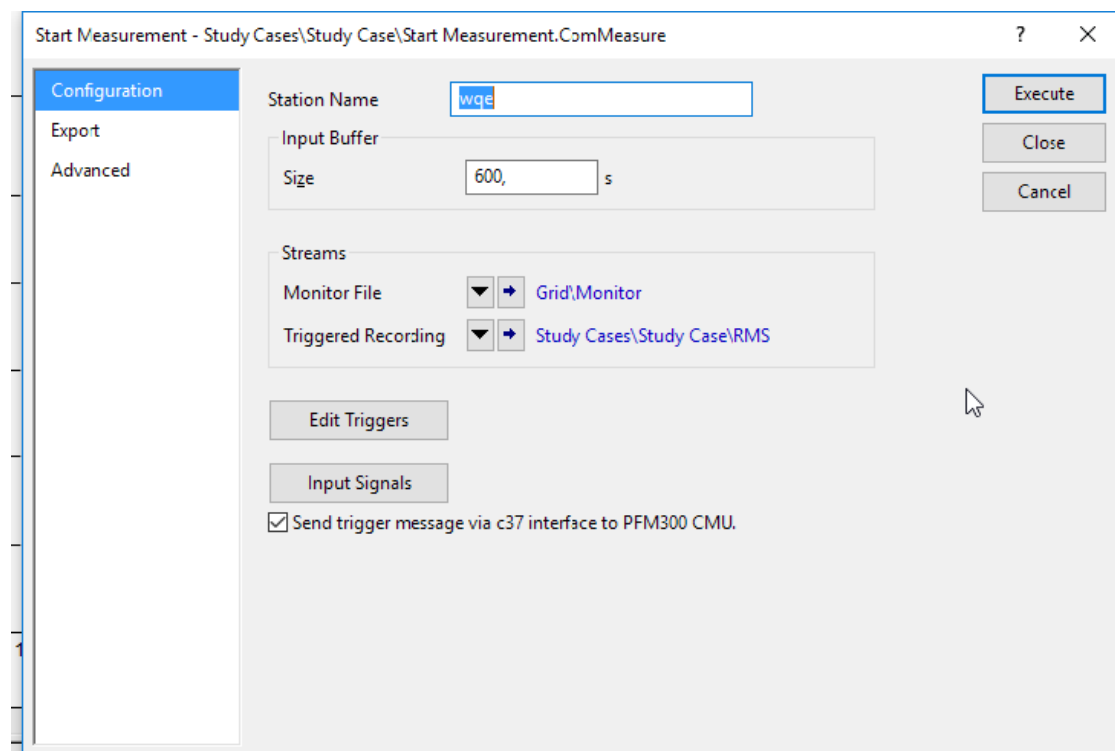 Start Measurement - Study Cases\Study Case\Start Measurement.ComMeasure ?
Configuration
Export
Advanced
Station Name wqe
Input Buffer
Size 600, s
Streams
Monitor File Grid\Monitor
Triggered Recording Study Cases\Study Case\RMS
Edit Triggers
Input Signals
Send trigger message via c37 interface to PFM300 CMU.
Execute
Close
Cancel
1